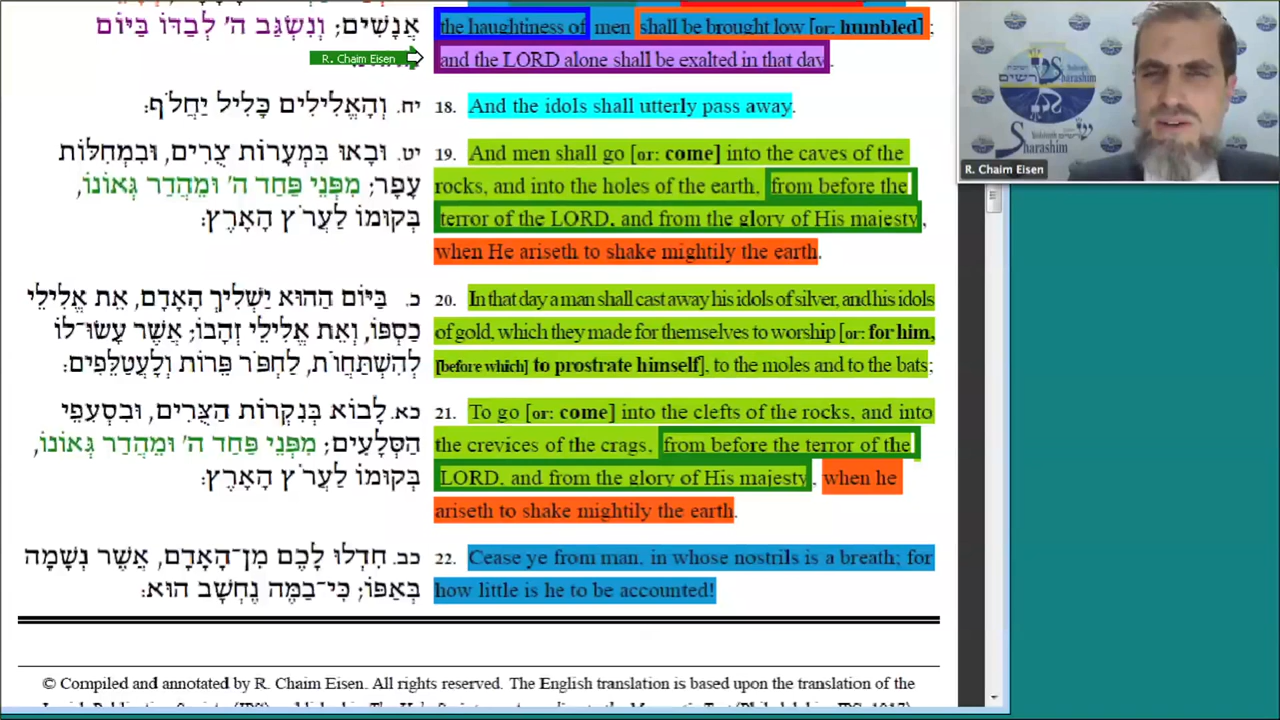 אֲנָשִׁים; וְנִשְׂגַּב ה' לְבַדּוֹ בַּיּוֹם
the haughtiness of men shall be brought low [or: humbled];
R. Chaim Eisen
and the LORD alone shall be exalted in that day.
יח. וְהָאֱלִילִים כָּלִיל יַחֲלֹף:
18. And the idols shall utterly pass away.
יט. וּבָאוּ בִּמְעָרוֹת צֻרִים, וּבִמְחִלּוֹת
עָפָר; מִפְּנֵי פַּחַד ה' וּמֵהֲדַר גְּאוֹנוֹ,
בְּקוּמוֹ לַעֲרֹץ הָאָרֶץ:
19. And men shall go [or: come] into the caves of the
rocks, and into the holes of the earth, from before the
terror of the LORD, and from the glory of His majesty,
when He ariseth to shake mightily the earth.
כ. בַּיּוֹם הַהוּא יַשְׁלִיךְ הָאָדָם, אֵת אֱלִילֵי
כַסְפּוֹ, וְאֵת אֱלִילֵי זְהָבוֹ; אֲשֶׁר עָשׂוּ־לוֹ
לְהִשְׁתַּחֲוֹת, לַחְפֹּר פֵּרוֹת וְלָעֲטַלֵּפִים:
20. In that day a man shall cast away his idols of silver, and his idols
of gold, which they made for themselves to worship [or: for him,
[before which] to prostrate himself], to the moles and to the bats;
כא. לָבוֹא בְּנִקְרוֹת הַצֻּרִים, וּבִסְעִפֵי
הַסְּלָעִים; מִפְּנֵי פַּחַד ה' וּמֵהֲדַר גְּאוֹנוֹ,
בְּקוּמוֹ לַעֲרֹץ הָאָרֶץ:
21. To go [or: come] into the clefts of the rocks, and into
the crevices of the crags, from before the terror of the
LORD, and from the glory of His majesty, when he
ariseth to shake mightily the earth.
כב. חִדְלוּ לָכֶם מִן־הָאָדָם, אֲשֶׁר נְשָׁמָה
בְּאַפּוֹ; כִּי־בַמֶּה נֶחְשָׁב הוּא:
22. Cease ye from man, in whose nostrils is a breath; for
how little is he to be accounted!
© Compiled and annotated by R. Chaim Eisen. All rights reserved. The English translation is based upon the translation of the
Sharashim
R. Chaim Eisen